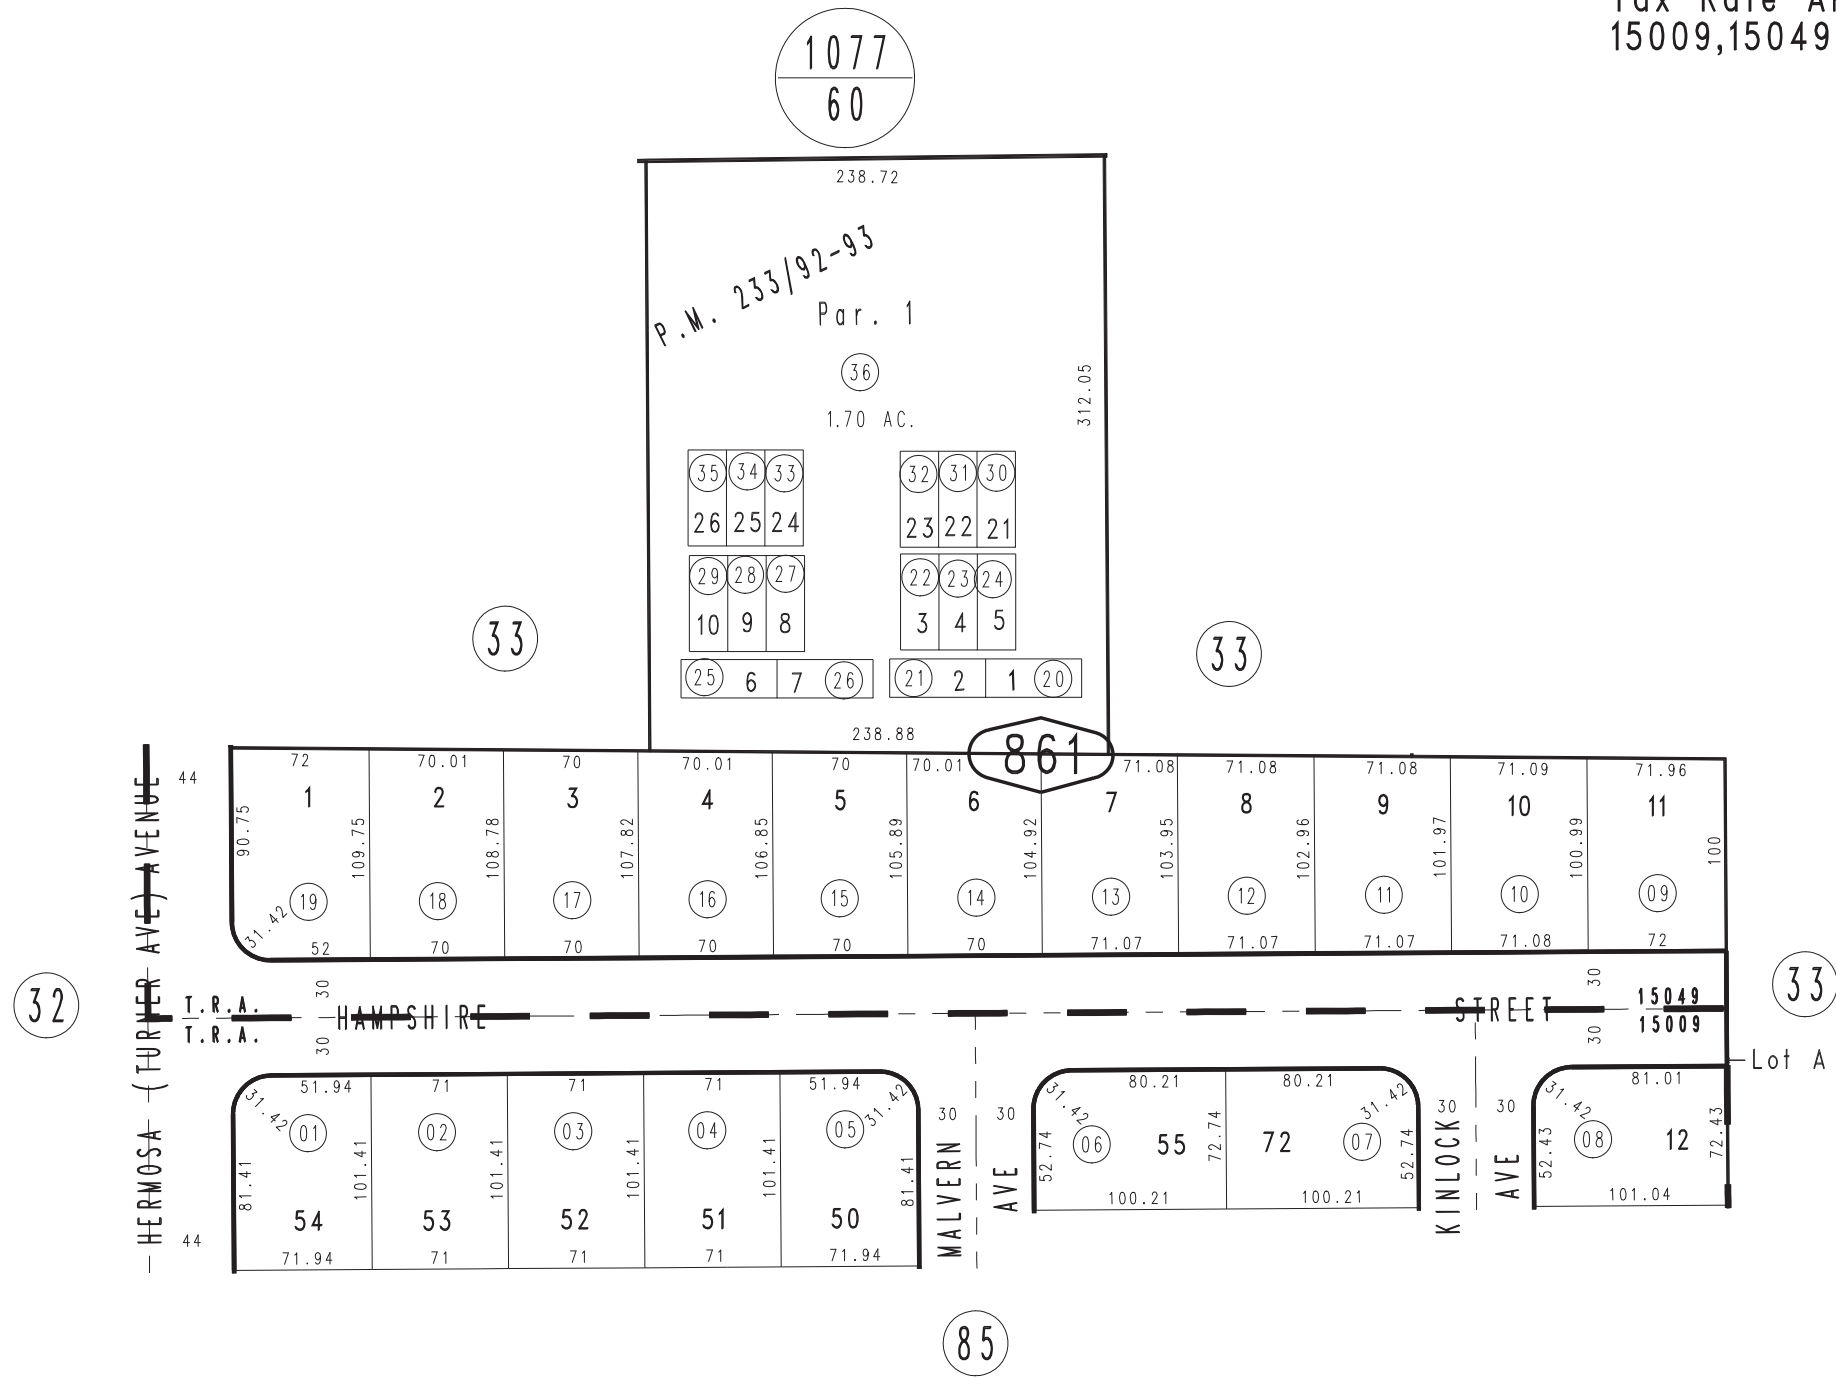 Tax Rate
15009,15049
1077
60
238.72
P.M. 233/92-93
Par. 1
36
1.70 AC.
312.05
35 34 33
32 31 30
26 25 24
23 22 21
29 28 27
22 23 24
10 9 8
3 4 5
33
33
25 6 7 26
21 2 1 20
238.88
861
44
72 70.01 70 70.01 70 70.01 71.08 71.08 71.08 71.09 71.96
1 2 3 4 5 6 7 8 9 10 11
90.75 109.75 108.78 107.82 106.85 105.89 104.92 103.95 102.96 101.97 100.99 100
19 18 17 16 15 14 13 12 11 10 09
31.42
52 70 70 70 70 70 71.07 71.07 71.07 71.08 72
HERMOSA (TURNER AVE) AVENUE
32
33
30
30
T.R.A.
15049
HAMPSHIRE STREET
T.R.A.
15009
30
30
Lot A
51.94 71 71 71 51.94
80.21 80.21
81.01
31.42 31.42 31.42 31.42 31.42
30 30 30 30
01 02 03 04 05 06 07 08
55 72 12
81.41 101.41 101.41 101.41 101.41 81.41
52.74 72.74 52.74 52.43 72.43
MALVERN AVE
KINLOCK AVE
100.21 100.21 101.04
54 53 52 51 50
44
71.94 71 71 71 71.94
85